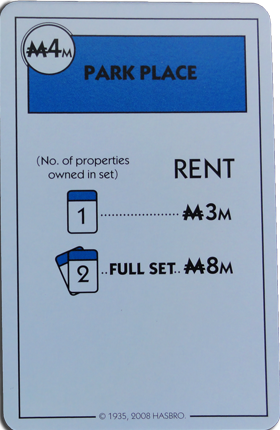 ₩4M
PARK PLACE
(No. of properties
owned in set)
RENT
1 ........................ ₩3M
2 ..FULL SET.. ₩8M
© 1935, 2008 HASBRO.